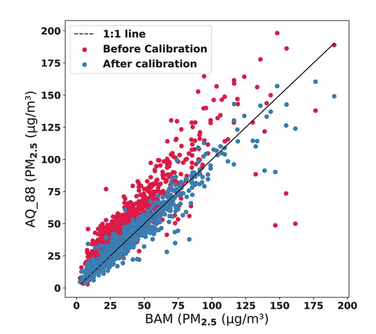 200
175
150
125
100
75
50
25
0
AQ_88 (PM2.5 (μg/m³)
1:1 line
Before Calibration
After calibration
0 25 50 75 100 125 150 175 200
BAM (PM2.5 (μg/m³)